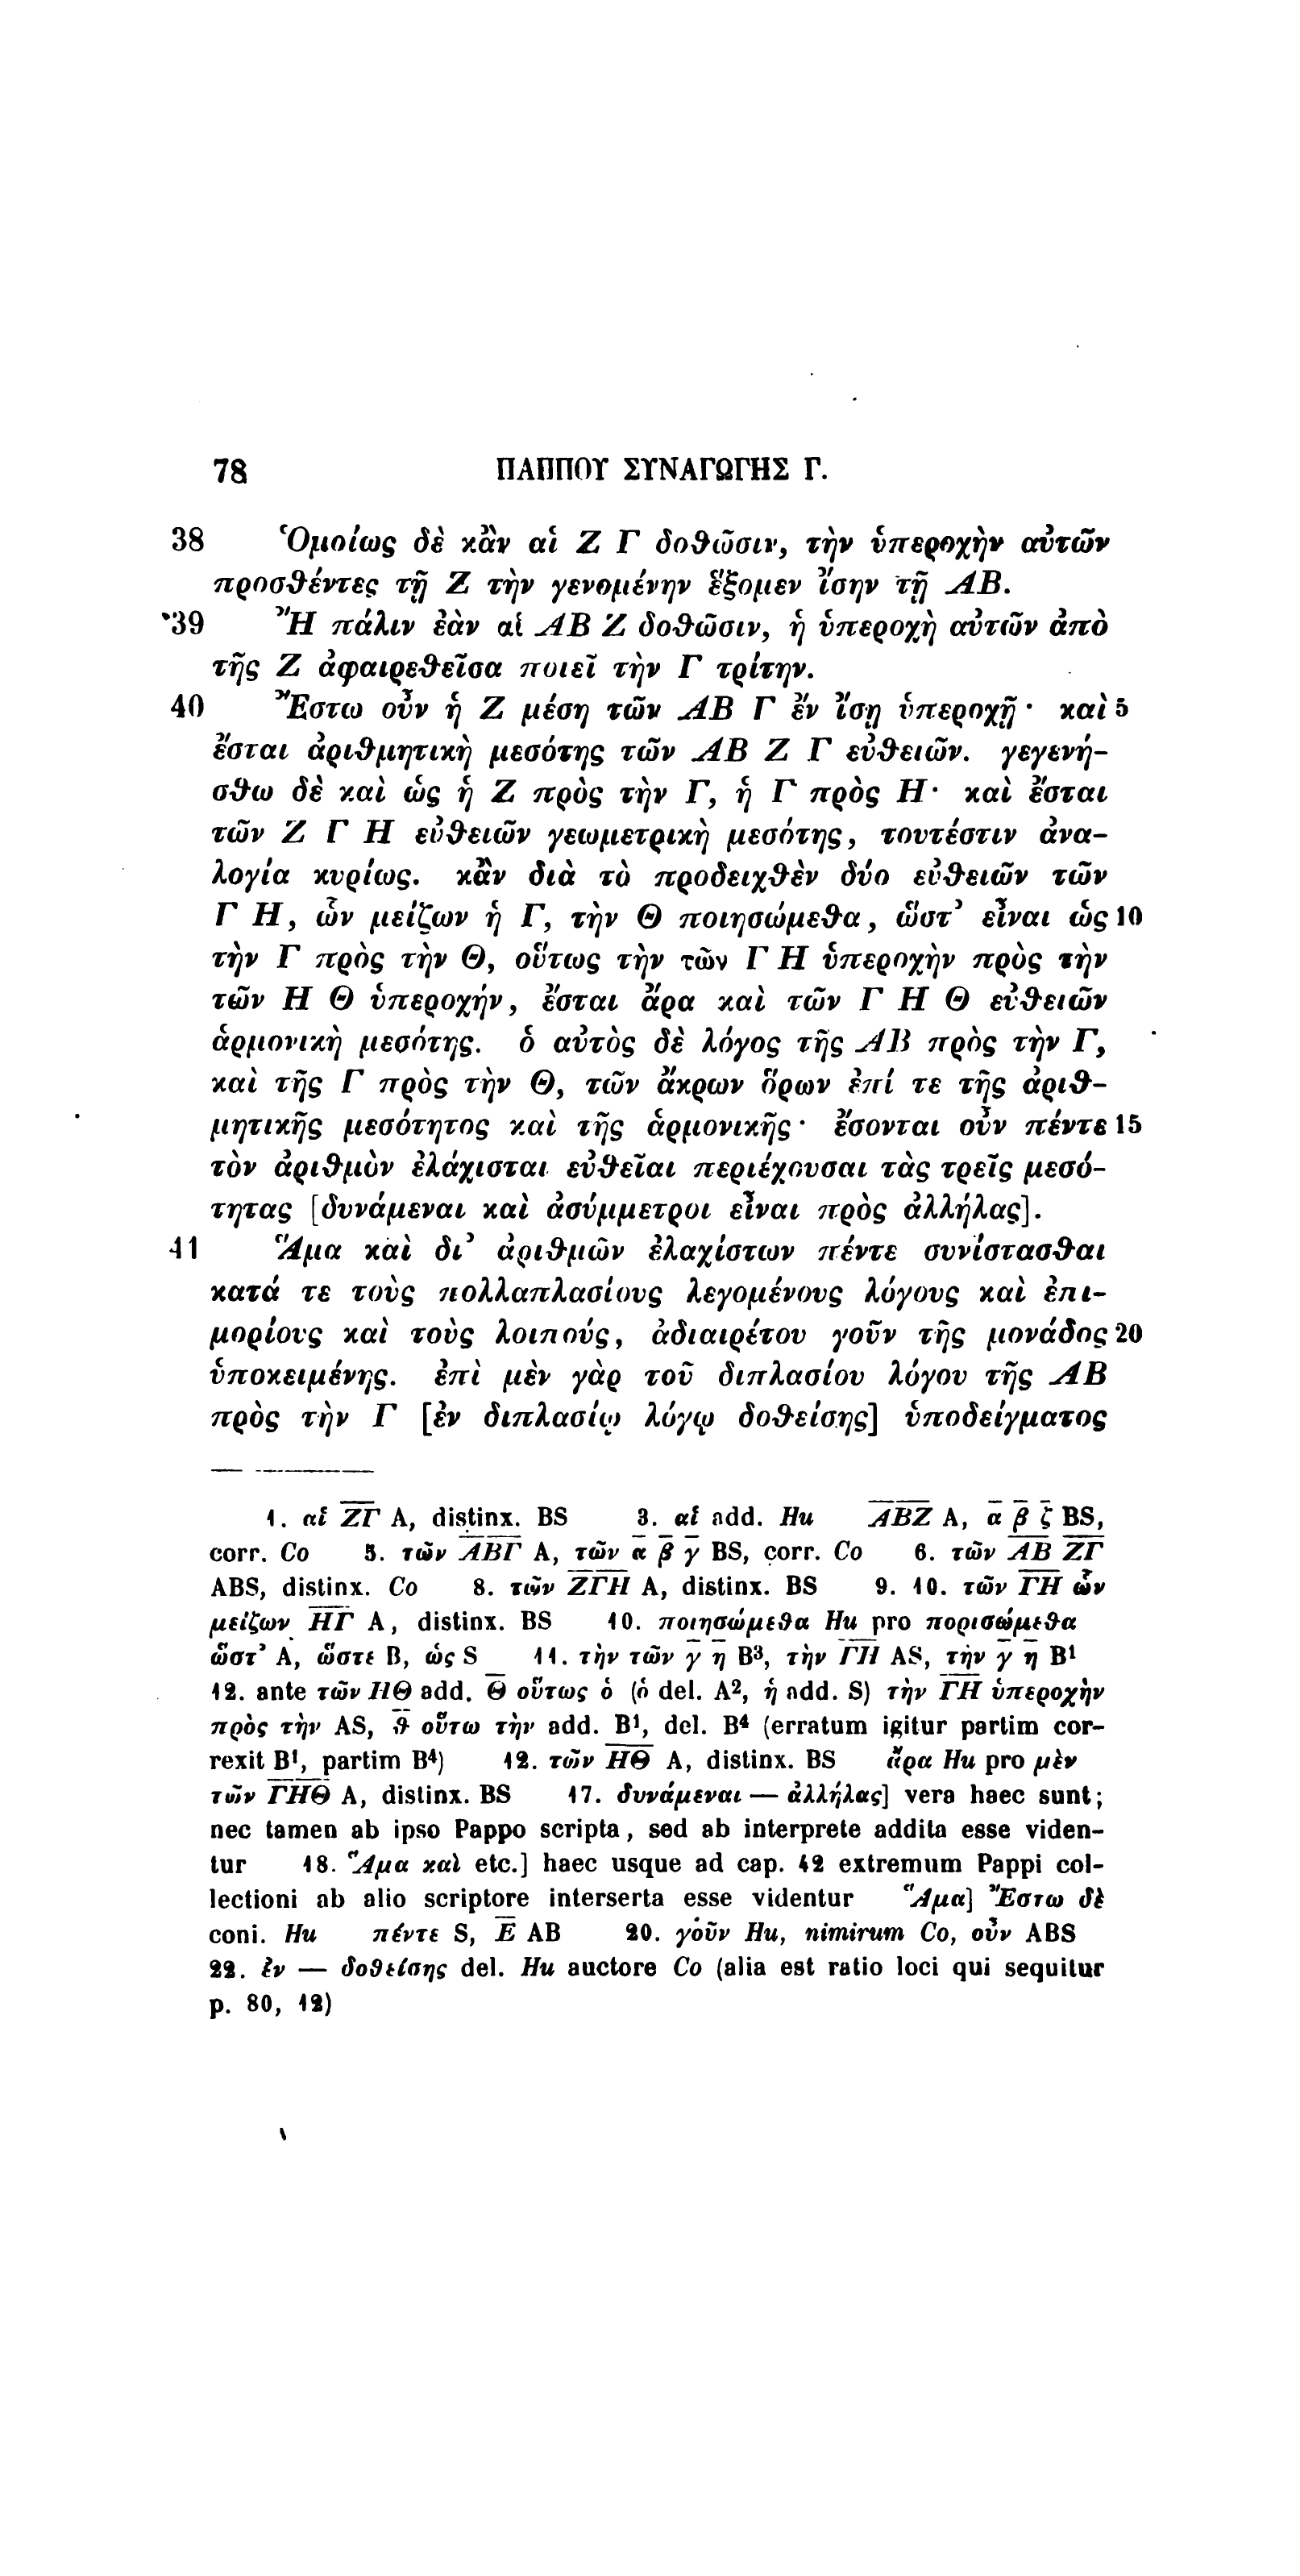 78 ΠΑΠΠΟΥ ΣΥΝΑΓΩΓΗΣ Γ.
38 Ὁμοίως δὲ κἂν αἱ Ζ Γ δοθῶσιν, τὴν ὑπεροχὴν αὐτῶν
προσθέντες τῇ Ζ τὴν γενομένην ἕξομεν ἴσην τῇ ΑΒ.
39 Ἢ πάλιν ἐὰν αἱ ΑΒ Ζ δοθῶσιν, ἡ ὑπεροχὴ αὐτῶν ἀπὸ
τῆς Ζ ἀφαιρεθεῖσα ποιεῖ τὴν Γ τρίτην.
40 Ἔστω οὖν ἡ Ζ μέση τῶν ΑΒ Γ ἐν ἴσῃ ὑπεροχῇ· καὶ 5
ἔσται ἀριθμητικὴ μεσότης τῶν ΑΒ Ζ Γ εὐθειῶν. γεγενή-
σθω δὲ καὶ ὡς ἡ Ζ πρὸς τὴν Γ, ἡ Γ πρὸς Η· καὶ ἔσται
τῶν Ζ Γ Η εὐθειῶν γεωμετρικὴ μεσότης, τουτέστιν ἀνα-
λογία κυρίως. κἂν διὰ τὸ προδειχθὲν δύο εὐθειῶν τῶν
Γ Η, ὧν μείζων ἡ Γ, τὴν Θ ποιησώμεθα, ὥστ᾽ εἶναι ὡς 10
τὴν Γ πρὸς τὴν Θ, οὕτως τὴν τῶν Γ Η ὑπεροχὴν πρὸς τὴν
τῶν Η Θ ὑπεροχήν, ἔσται ἄρα καὶ τῶν Γ Η Θ εὐθειῶν
ἁρμονικὴ μεσότης. ὁ αὐτὸς δὲ λόγος τῆς ΑΒ πρὸς τὴν Γ,
καὶ τῆς Γ πρὸς τὴν Θ, τῶν ἄκρων ὅρων ἐπί τε τῆς ἀριθ-
μητικῆς μεσότητος καὶ τῆς ἁρμονικῆς· ἔσονται οὖν πέντε 15
τὸν ἀριθμὸν ἐλάχισται εὐθεῖαι περιέχουσαι τὰς τρεῖς μεσό-
τητας [δυνάμεναι καὶ ἀσύμμετροι εἶναι πρὸς ἀλλήλας].
41 Ἅμα καὶ δι᾽ ἀριθμῶν ἐλαχίστων πέντε συνίστασθαι
κατά τε τοὺς πολλαπλασίους λεγομένους λόγους καὶ ἐπι-
μορίους καὶ τοὺς λοιπούς, ἀδιαιρέτου γοῦν τῆς μονάδος 20
ὑποκειμένης. ἐπὶ μὲν γὰρ τοῦ διπλασίου λόγου τῆς ΑΒ
πρὸς τὴν Γ [ἐν διπλασίῳ λόγῳ δοθείσης] ὑποδείγματος
1. αἱ Z̅Γ̅ A, distinx. BS 3. αἱ add. Hu Α̅Β̅Ζ̅ A, α̅ β̅ ζ̅ BS,
corr. Co 5. τῶν Α̅Β̅Γ̅ A, τῶν α̅ β̅ γ̅ BS, corr. Co 6. τῶν Α̅Β̅ Ζ̅Γ̅
ABS, distinx. Co 8. τῶν Ζ̅Γ̅Η̅ A, distinx. BS 9. 10. τῶν Γ̅Η̅ ὧν
μείζων Η̅Γ̅ A, distinx. BS 10. ποιησώμεθα Hu pro πορισώμεθα
ὥστ᾽ A, ὥστε B, ὡς S 11. τὴν τῶν γ̅ η̅ B³, τὴν Γ̅Η̅ AS, τὴν γ̅ η̅ B¹
12. ante τῶν ΗΘ add. Θ̅ οὕτως ὁ (ὁ del. A², ἡ add. S) τὴν Γ̅Η̅ ὑπεροχὴν
πρὸς τὴν AS, θ̅ οὕτω τὴν add. B¹, del. B⁴ (erratum igitur partim cor-
rexit B¹, partim B⁴) 12. τῶν Η̅Θ̅ A, distinx. BS ἄρα Hu pro μὲν
τῶν Γ̅Η̅Θ̅ A, distinx. BS 17. δυνάμεναι — ἀλλήλας] vera haec sunt;
nec tamen ab ipso Pappo scripta, sed ab interprete addita esse viden-
tur 18. Ἅμα καὶ etc.] haec usque ad cap. 42 extremum Pappi col-
lectioni ab alio scriptore interserta esse videntur Ἅμα] Ἔστω δὲ
coni. Hu πέντε S, Ε̅ AB 20. γοῦν Hu, nimirum Co, οὖν ABS
22. ἐν — δοθείσης del. Hu auctore Co (alia est ratio loci qui sequitur
p. 80, 12)